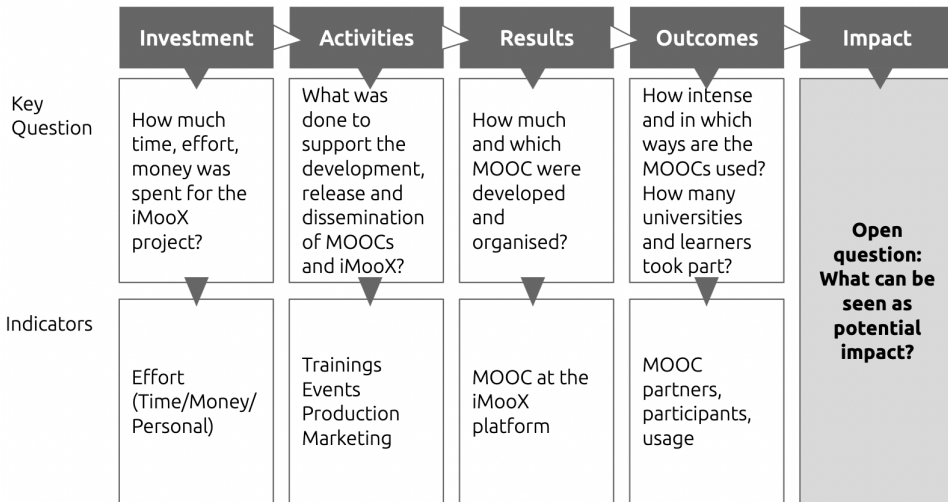 Investment
Activities
Results
Outcomes
Impact
Key
Question
How much
time, effort,
money was
spent for the
iMooX
project?
What was
done to
support the
development,
release and
dissemination
of MOOCs
and iMooX?
How much
and which
MOOC were
developed
and
organised?
How intense
and in which
ways are the
MOOCs used?
How many
universities
and learners
took part?
Open
question:
What can be
seen as
potential
impact?
Indicators
Effort
(Time/Money/
Personal)
Trainings
Events
Production
Marketing
MOOC at the
iMooX
platform
MOOC
partners,
participants,
usage